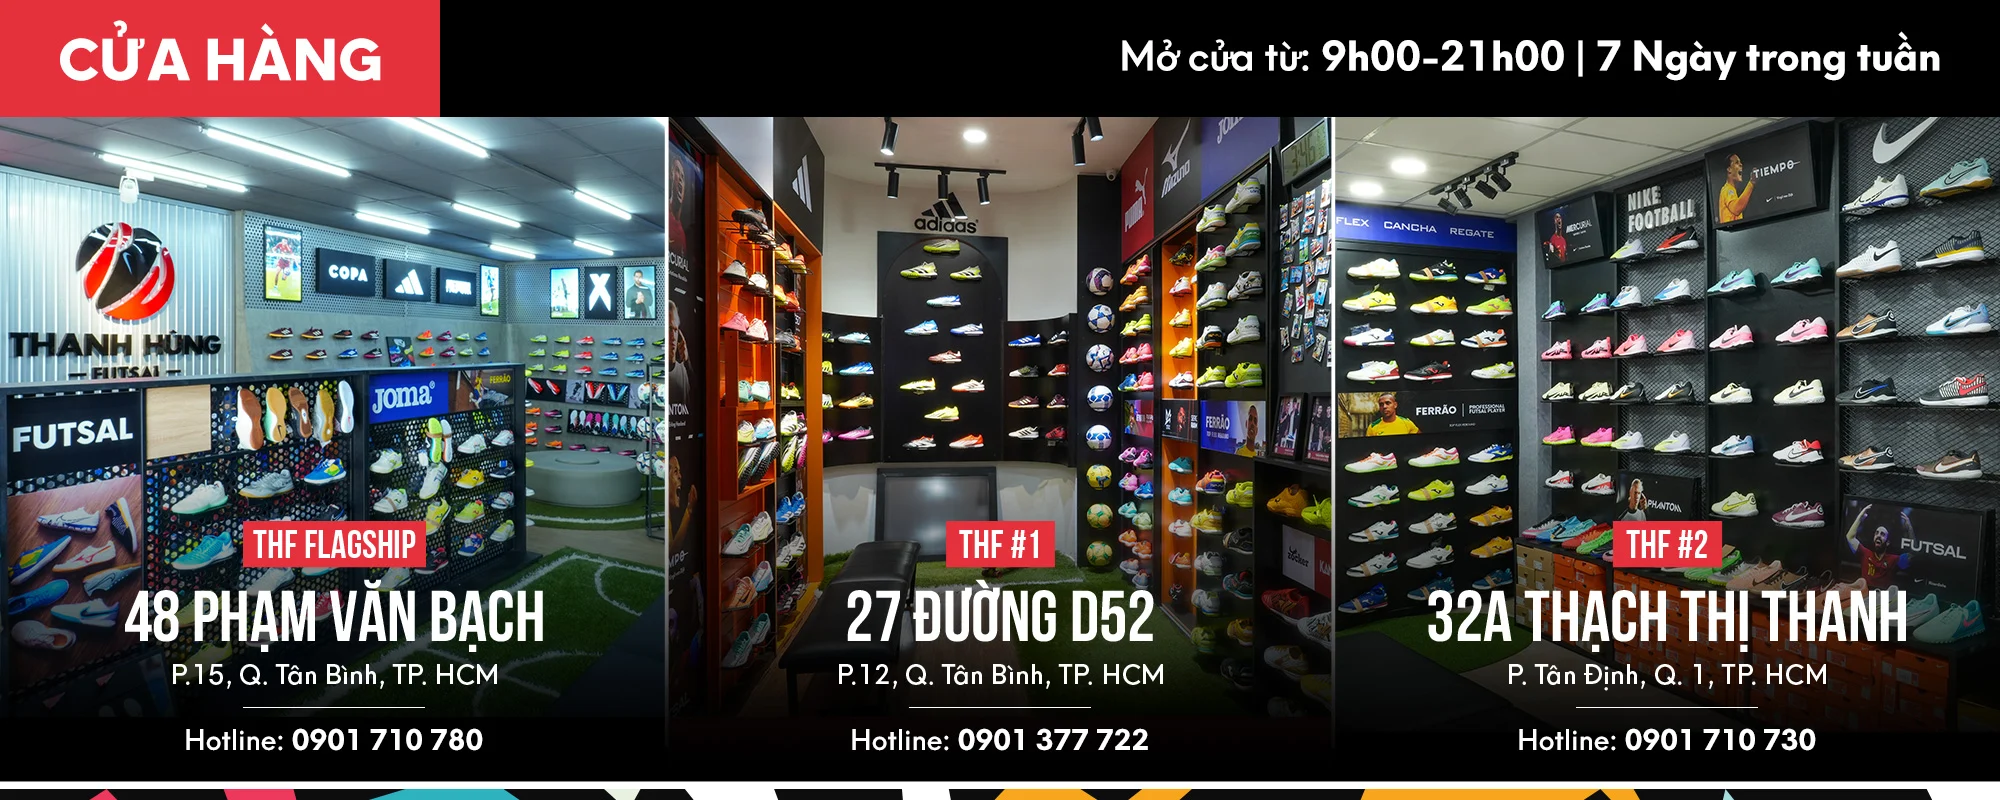 CỬA HÀNG
Mở cửa từ: 9h00-21h00 | 7 Ngày trong tuần
THANH HÙNG
FUTSAL
COPA
FUTSAL
JOMA
FERRÃO
THF FLAGSHIP
48 PHẠM VĂN BẠCH
P.15, Q. Tân Bình, TP. HCM
Hotline: 0901 710 780
adidas
PUMA
MIZUNO
JOMA
FERRÃO
THF #1
27 ĐƯỜNG D52
P.12, Q. Tân Bình, TP. HCM
Hotline: 0901 377 722
FLEX CANCHA REGATE
MERCURIAL
NIKE
FOOTBALL
TIEMPO
FERRÃO
PROFESSIONAL
FUTSAL PLAYER
PHANTOM
FUTSAL
THF #2
32A THẠCH THỊ THANH
P. Tân Định, Q. 1, TP. HCM
Hotline: 0901 710 730